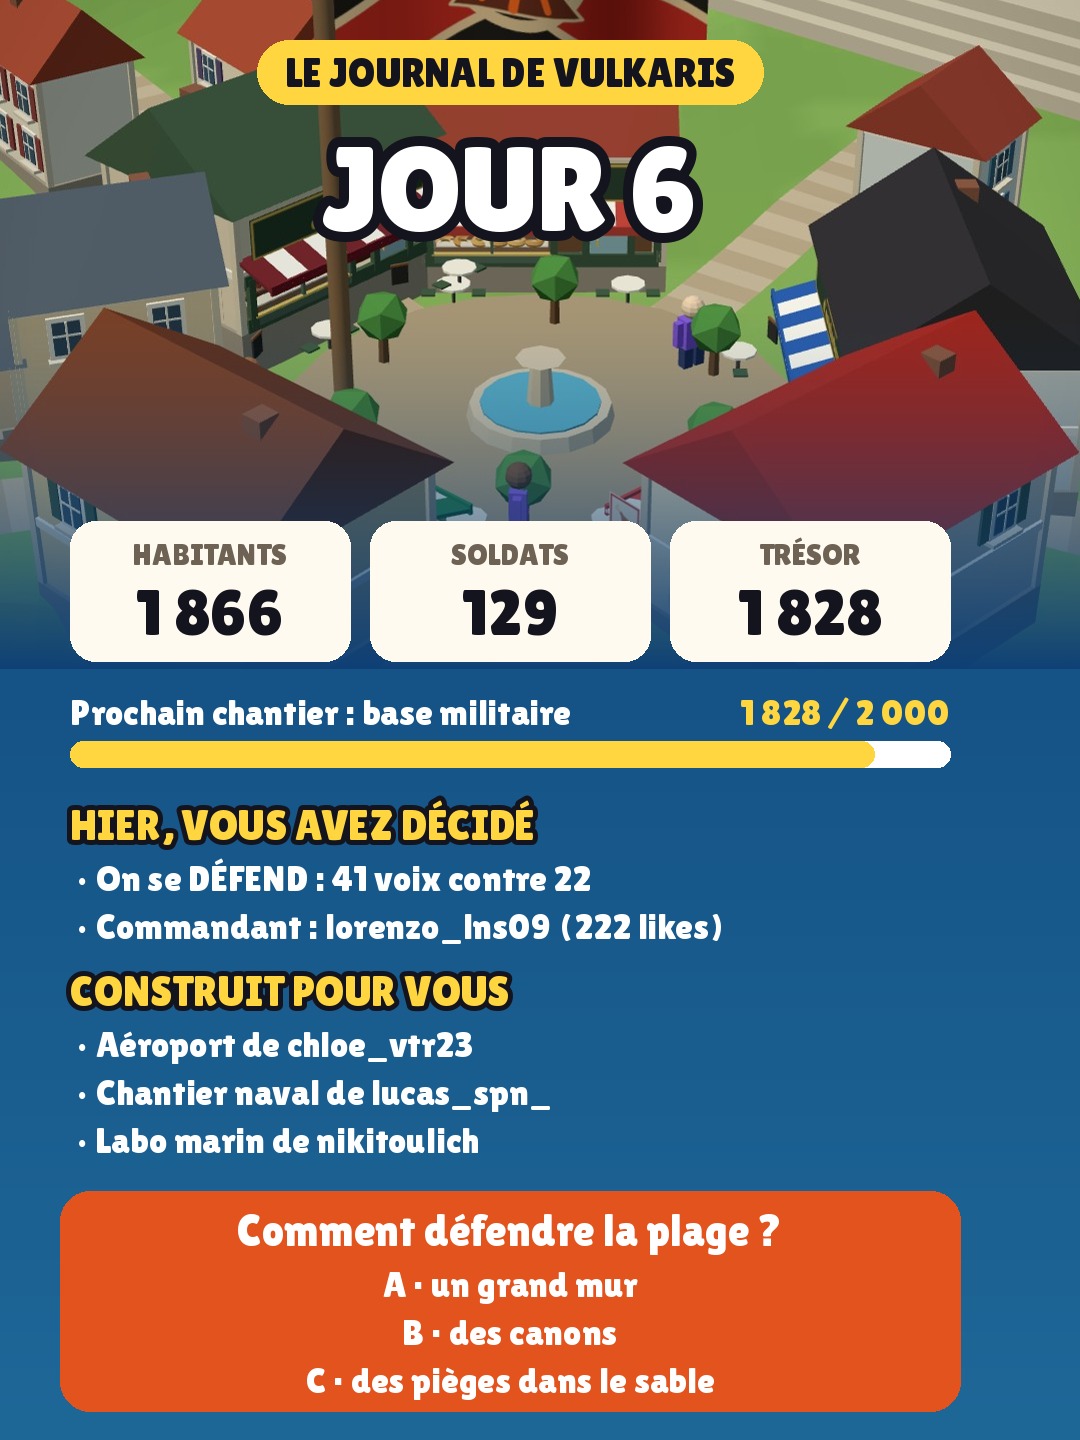 LE JOURNAL DE VULKARIS
JOUR 6
HABITANTS
1 866
SOLDATS
129
TRÉSOR
1 828
Prochain chantier : base militaire
1 828 / 2 000
HIER, VOUS AVEZ DÉCIDÉ
· On se DÉFEND : 41 voix contre 22
· Commandant : lorenzo_lns09 (222 likes)
CONSTRUIT POUR VOUS
· Aéroport de chloe_vtr23
· Chantier naval de lucas_spn_
· Labo marin de nikitoulich
Comment défendre la plage ?
A · un grand mur
B · des canons
C · des pièges dans le sable